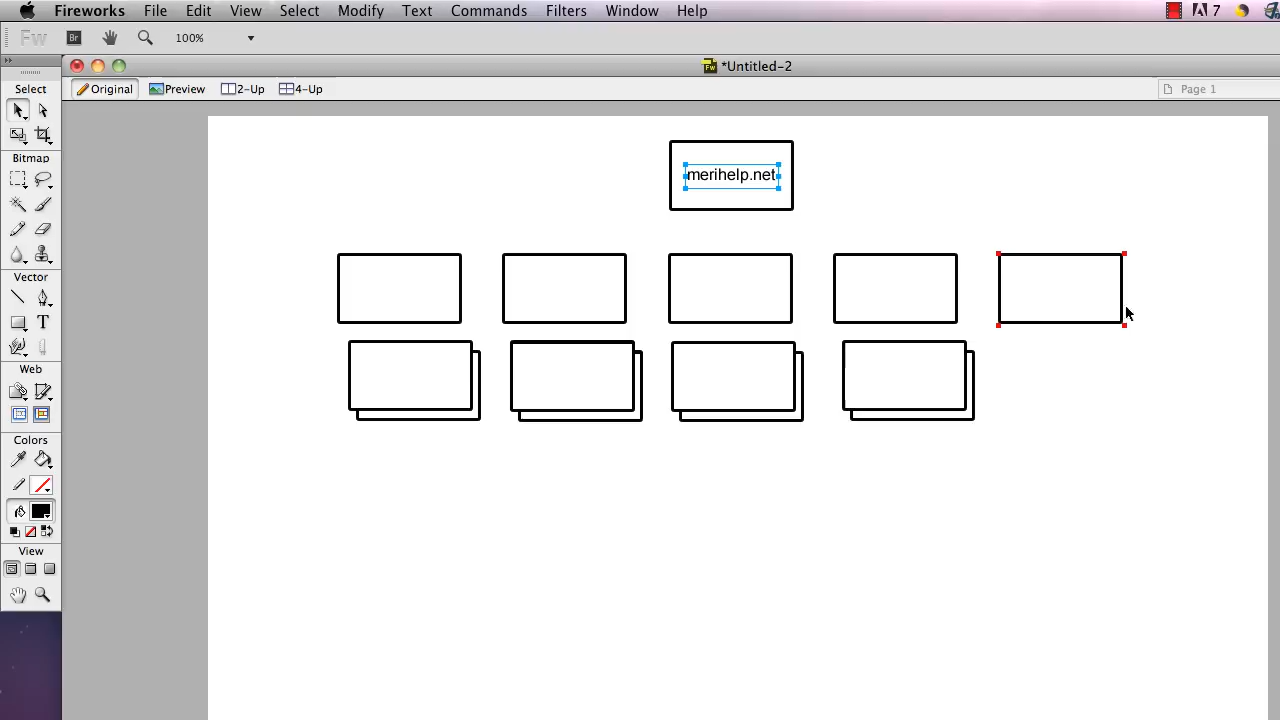 Fireworks File Edit View Select Modify Text Commands Filters Window Help 7
Fw Br 100%
*Untitled-2
Original Preview 2-Up 4-Up Page 1
Select
Bitmap
Vector
T
Web
Colors
View
merihelp.net